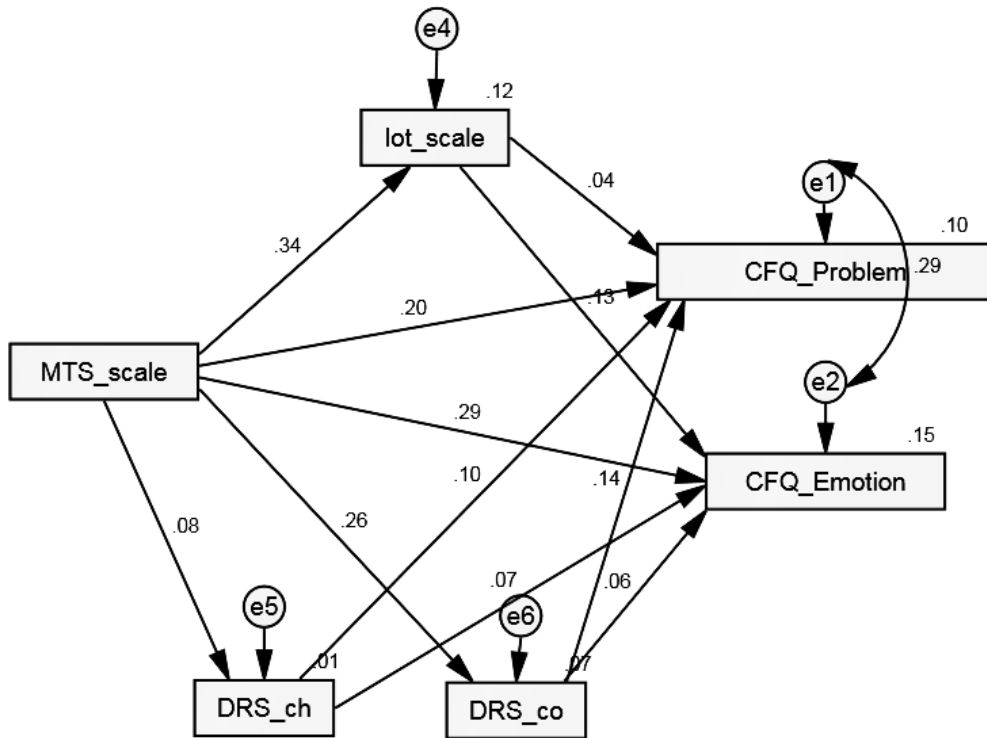 e4
.12
lot_scale
.04
e1
.10
.34
CFQ_Problem
.29
.13
.20
MTS_scale
e2
.29
.15
.10
.14
CFQ_Emotion
.26
.08
.07
.06
e5
e6
.01
.07
DRS_ch
DRS_co